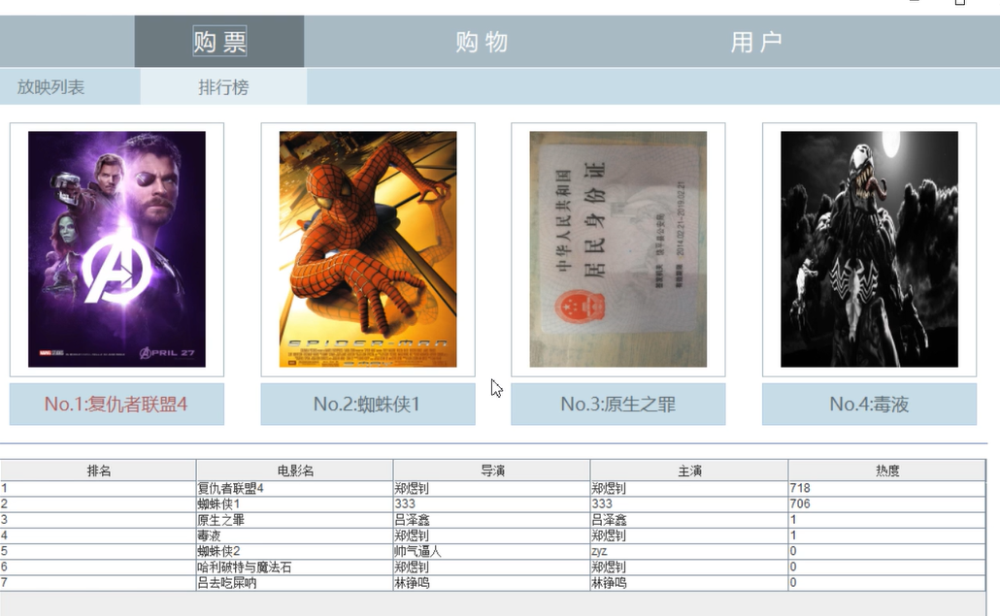 购 票
购 物
用 户
放映列表
排行榜
APRIL 27
SPIDER-MAN
中华人民共和国
居民身份证
2014.02.21-2019.02.21
No.1:复仇者联盟4
No.2:蜘蛛侠1
No.3:原生之罪
No.4:毒液
排名 电影名 导演 主演 热度
1 复仇者联盟4 郑煜钊 郑煜钊 718
2 蜘蛛侠1 333 333 706
3 原生之罪 吕泽鑫 吕泽鑫 1
4 毒液 郑煜钊 郑煜钊 1
5 蜘蛛侠2 帅气逼人 zyz 0
6 哈利破特与魔法石 郑煜钊 郑煜钊 0
7 吕去吃屎呐 林铮鸣 林铮鸣 0